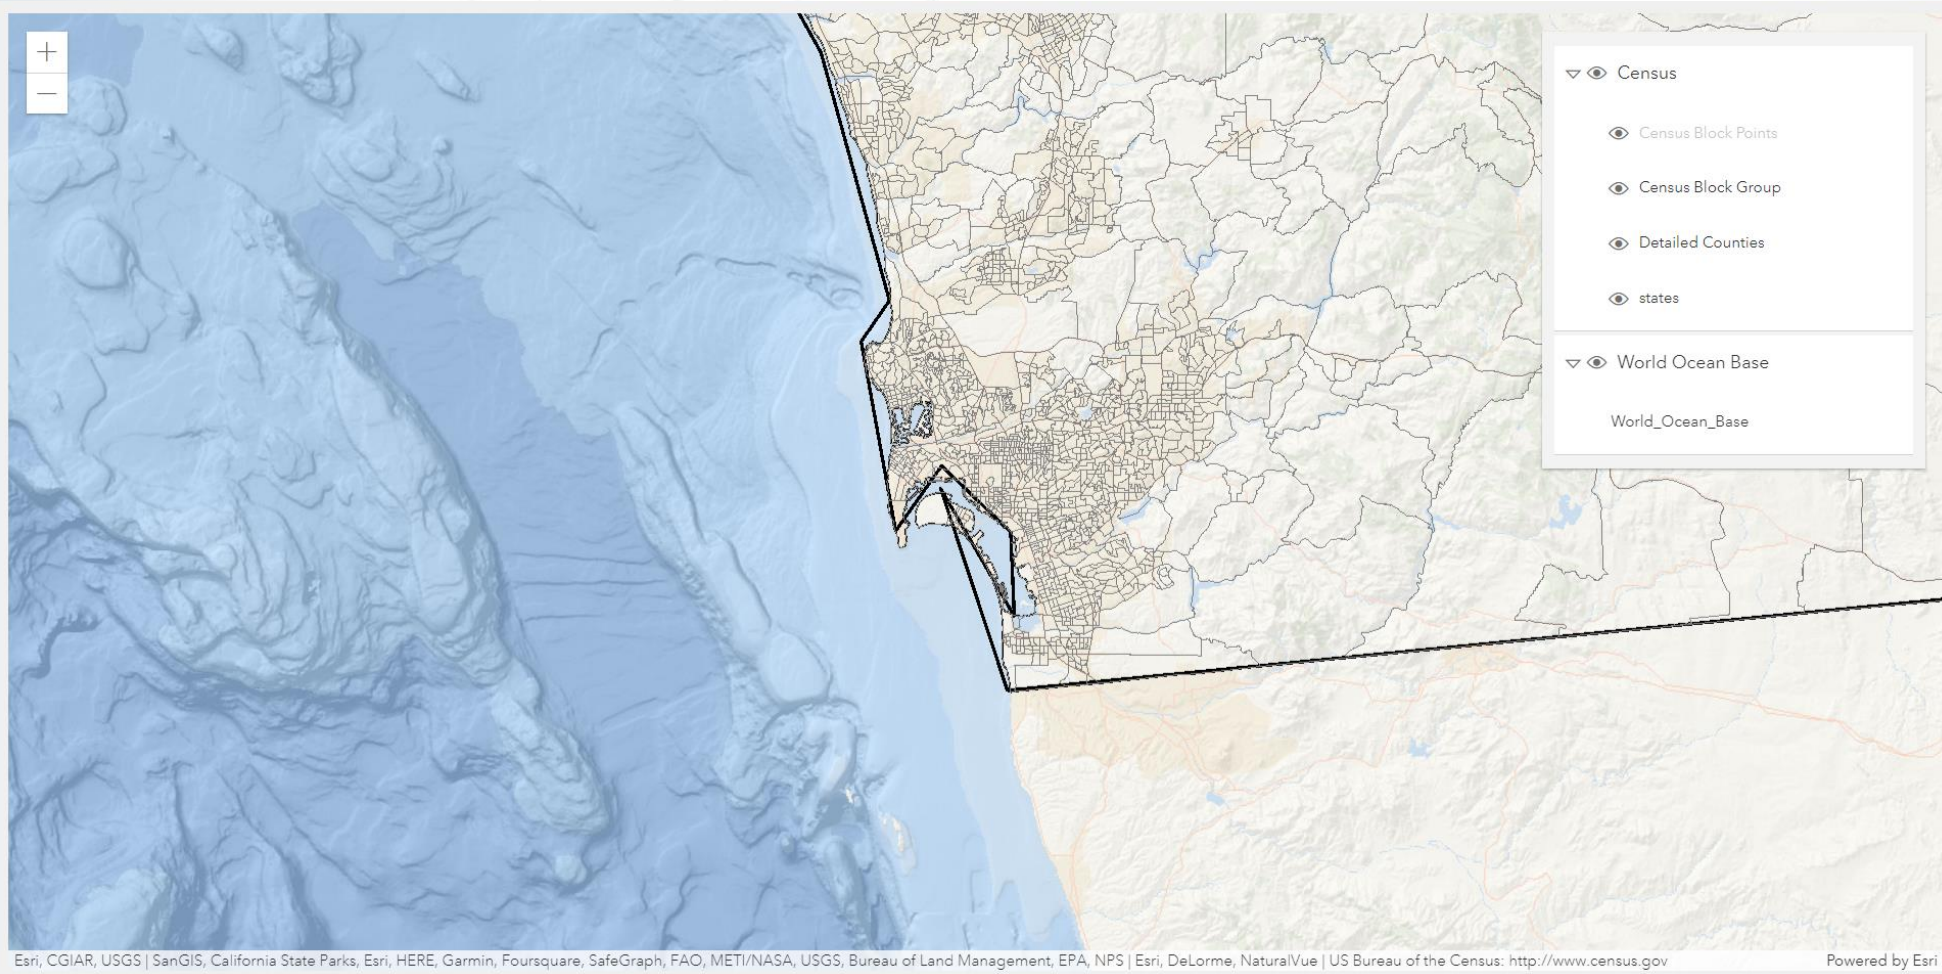 Census
Census Block Points
Census Block Group
Detailed Counties
states
World Ocean Base
World_Ocean_Base
Esri, CGIAR, USGS | SanGIS, California State Parks, Esri, HERE, Garmin, Foursquare, SafeGraph, FAO, METI/NASA, USGS, Bureau of Land Management, EPA, NPS | Esri, DeLorme, NaturalVue | US Bureau of the Census: http://www.census.gov Powered by Esri